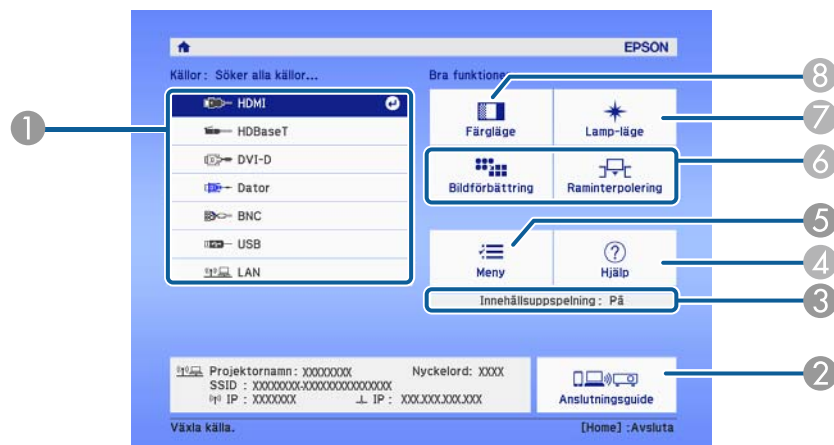 EPSON
Källor : Söker alla källor...
Bra funktione
HDMI
HDBaseT
DVI-D
Dator
BNC
USB
LAN
Färgläge
Lamp-läge
Bildförbättring
Raminterpolering
Meny
Hjälp
Innehållsuppspelning : På
Projektornamn : XXXXXXXX Nyckelord: XXXX
SSID : XXXXXXXX-XXXXXXXXXXXXXX
IP : XXXXXXX IP : XXX.XXX.XXX.XXX
Anslutningsguide
Växla källa. [Home] :Avsluta
1
8
7
6
5
4
3
2